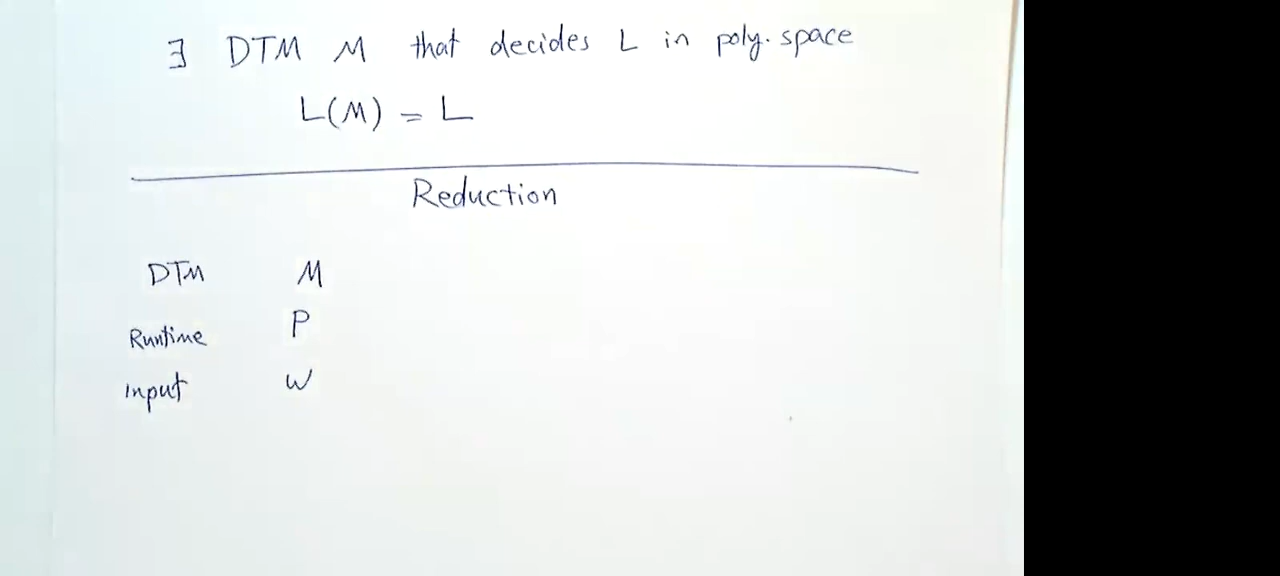 ∃ DTM M that decides L in poly. space
L(M) = L
Reduction
DTM M
Runtime P
Input w